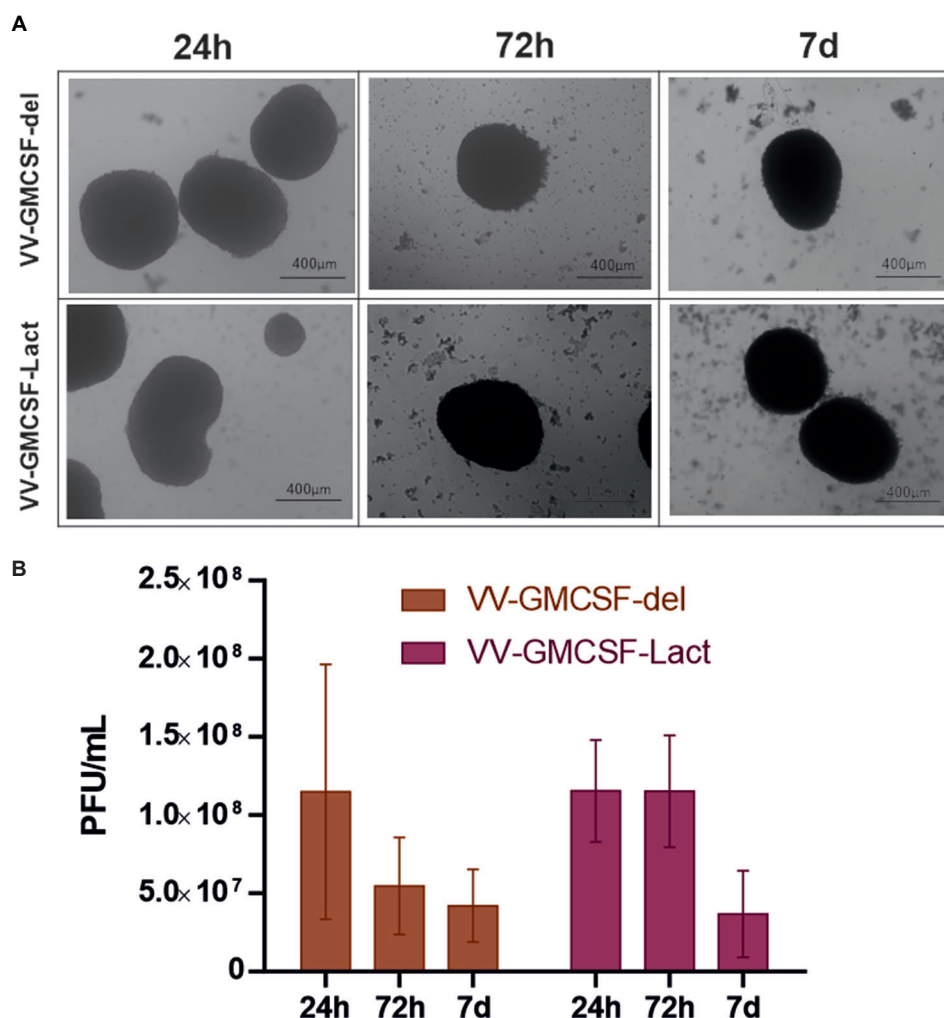 A
24h 72h 7d
VV-GMCSF-del
400µm 400µm 400µm
VV-GMCSF-Lact
400µm 400µm
B
2.5×10⁸
2.0×10⁸
1.5×10⁸
1.0×10⁸
5.0×10⁷
0
PFU/mL
VV-GMCSF-del
VV-GMCSF-Lact
24h 72h 7d 24h 72h 7d